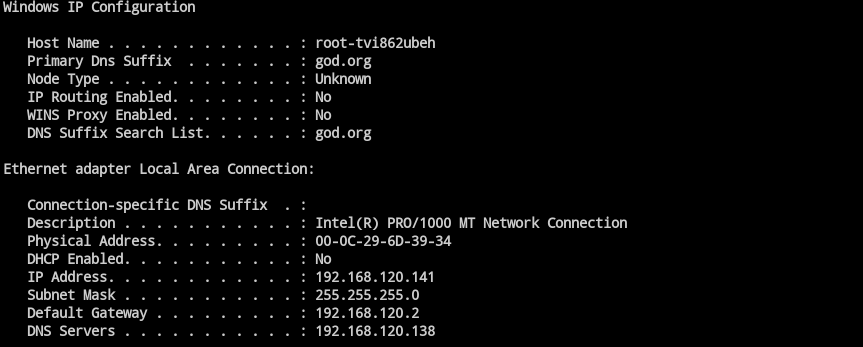 Windows IP Configuration
Host Name . . . . . . . . . . . . : root-tvi862ubeh
Primary Dns Suffix  . . . . . . . : god.org
Node Type . . . . . . . . . . . . : Unknown
IP Routing Enabled. . . . . . . . : No
WINS Proxy Enabled. . . . . . . . : No
DNS Suffix Search List. . . . . . : god.org
Ethernet adapter Local Area Connection:
Connection-specific DNS Suffix  . :
Description . . . . . . . . . . . : Intel(R) PRO/1000 MT Network Connection
Physical Address. . . . . . . . . : 00-0C-29-6D-39-34
DHCP Enabled. . . . . . . . . . . : No
IP Address. . . . . . . . . . . . : 192.168.120.141
Subnet Mask . . . . . . . . . . . : 255.255.255.0
Default Gateway . . . . . . . . . : 192.168.120.2
DNS Servers . . . . . . . . . . . : 192.168.120.138